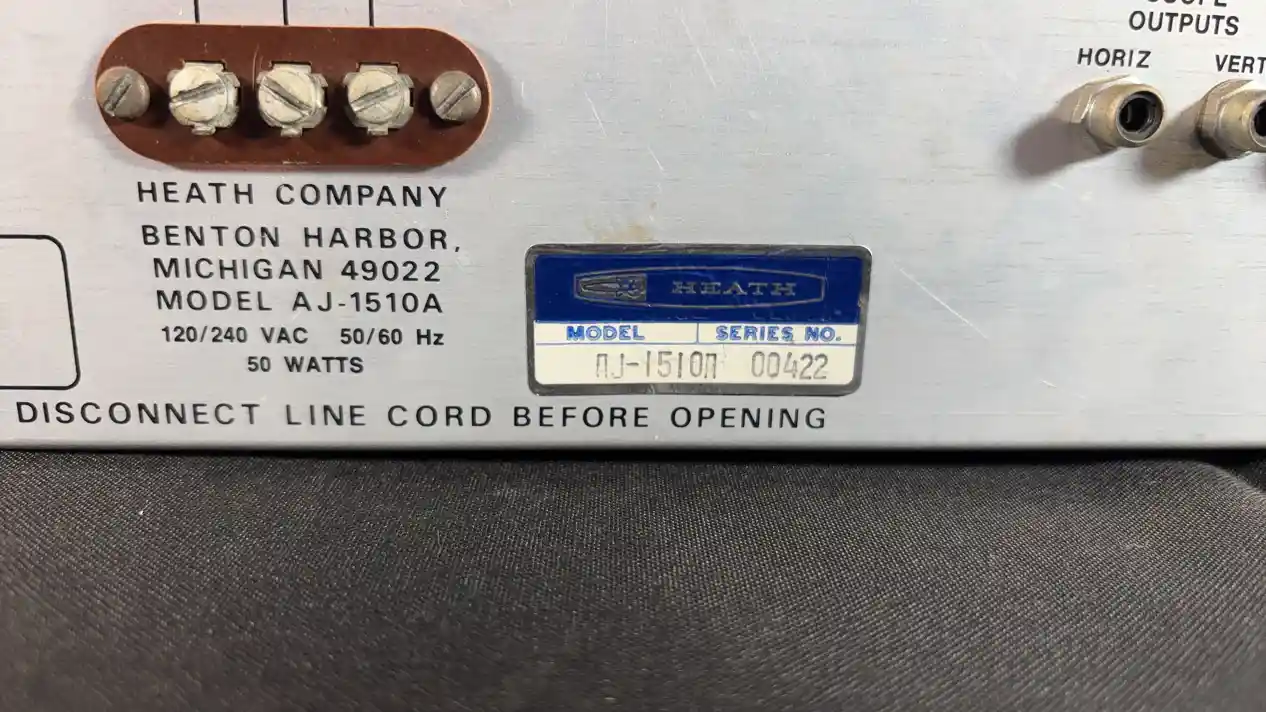 SCOPE
OUTPUTS
HORIZ VERT
HEATH COMPANY
BENTON HARBOR,
MICHIGAN 49022
MODEL AJ-1510A
120/240 VAC 50/60 Hz
50 WATTS
HEATH
MODEL SERIES NO.
AJ-1510A 00422
DISCONNECT LINE CORD BEFORE OPENING